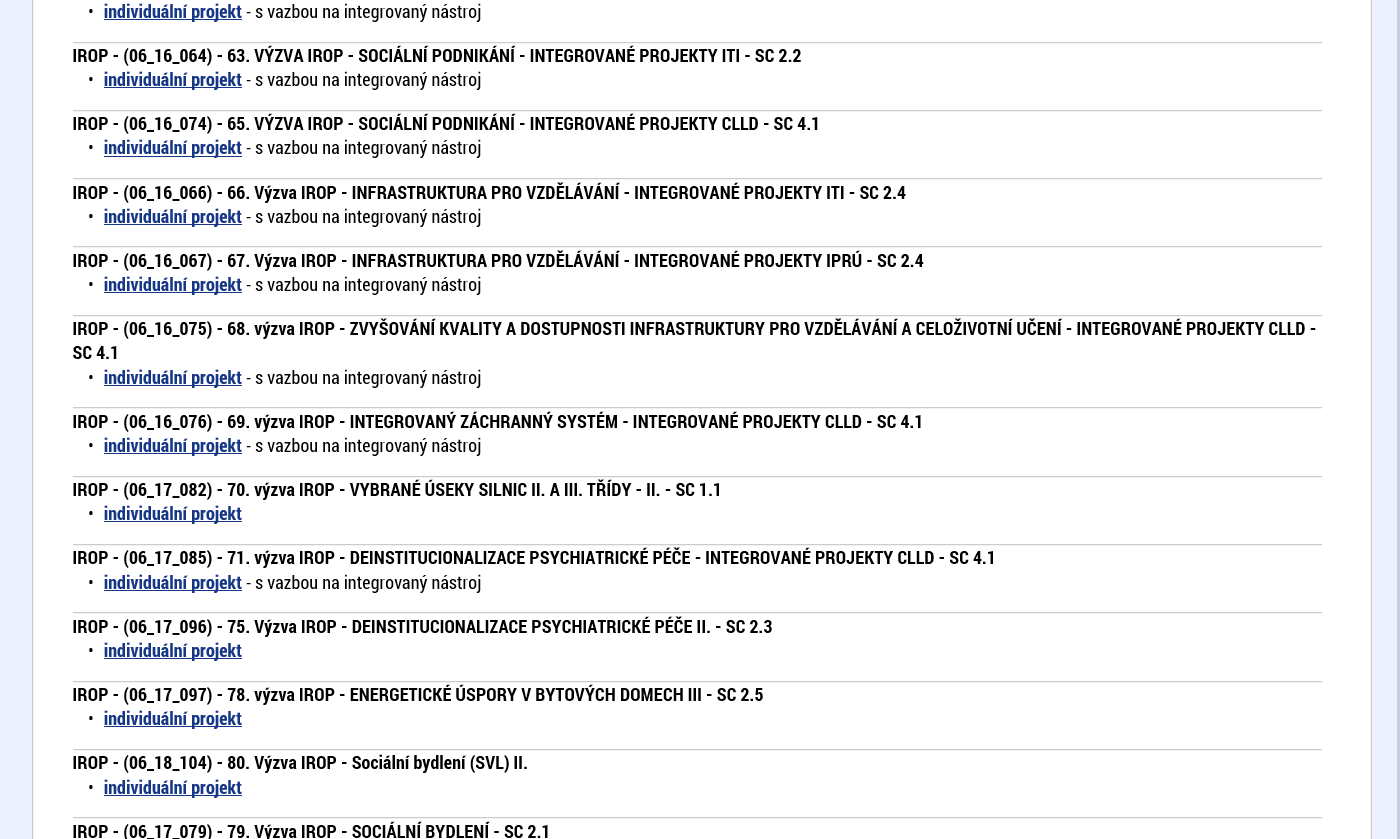 • individuální projekt - s vazbou na integrovaný nástroj
IROP - (06_16_064) - 63. VÝZVA IROP - SOCIÁLNÍ PODNIKÁNÍ - INTEGROVANÉ PROJEKTY ITI - SC 2.2
• individuální projekt - s vazbou na integrovaný nástroj
IROP - (06_16_074) - 65. VÝZVA IROP - SOCIÁLNÍ PODNIKÁNÍ - INTEGROVANÉ PROJEKTY CLLD - SC 4.1
• individuální projekt - s vazbou na integrovaný nástroj
IROP - (06_16_066) - 66. Výzva IROP - INFRASTRUKTURA PRO VZDĚLÁVÁNÍ - INTEGROVANÉ PROJEKTY ITI - SC 2.4
• individuální projekt - s vazbou na integrovaný nástroj
IROP - (06_16_067) - 67. Výzva IROP - INFRASTRUKTURA PRO VZDĚLÁVÁNÍ - INTEGROVANÉ PROJEKTY IPRÚ - SC 2.4
• individuální projekt - s vazbou na integrovaný nástroj
IROP - (06_16_075) - 68. výzva IROP - ZVYŠOVÁNÍ KVALITY A DOSTUPNOSTI INFRASTRUKTURY PRO VZDĚLÁVÁNÍ A CELOŽIVOTNÍ UČENÍ - INTEGROVANÉ PROJEKTY CLLD -
SC 4.1
• individuální projekt - s vazbou na integrovaný nástroj
IROP - (06_16_076) - 69. výzva IROP - INTEGROVANÝ ZÁCHRANNÝ SYSTÉM - INTEGROVANÉ PROJEKTY CLLD - SC 4.1
• individuální projekt - s vazbou na integrovaný nástroj
IROP - (06_17_082) - 70. výzva IROP - VYBRANÉ ÚSEKY SILNIC II. A III. TŘÍDY - II. - SC 1.1
• individuální projekt
IROP - (06_17_085) - 71. výzva IROP - DEINSTITUCIONALIZACE PSYCHIATRICKÉ PÉČE - INTEGROVANÉ PROJEKTY CLLD - SC 4.1
• individuální projekt - s vazbou na integrovaný nástroj
IROP - (06_17_096) - 75. Výzva IROP - DEINSTITUCIONALIZACE PSYCHIATRICKÉ PÉČE II. - SC 2.3
• individuální projekt
IROP - (06_17_097) - 78. výzva IROP - ENERGETICKÉ ÚSPORY V BYTOVÝCH DOMECH III - SC 2.5
• individuální projekt
IROP - (06_18_104) - 80. Výzva IROP - Sociální bydlení (SVL) II.
• individuální projekt
IROP - (06_17_079) - 79. Výzva IROP - SOCIÁLNÍ BYDLENÍ - SC 2.1